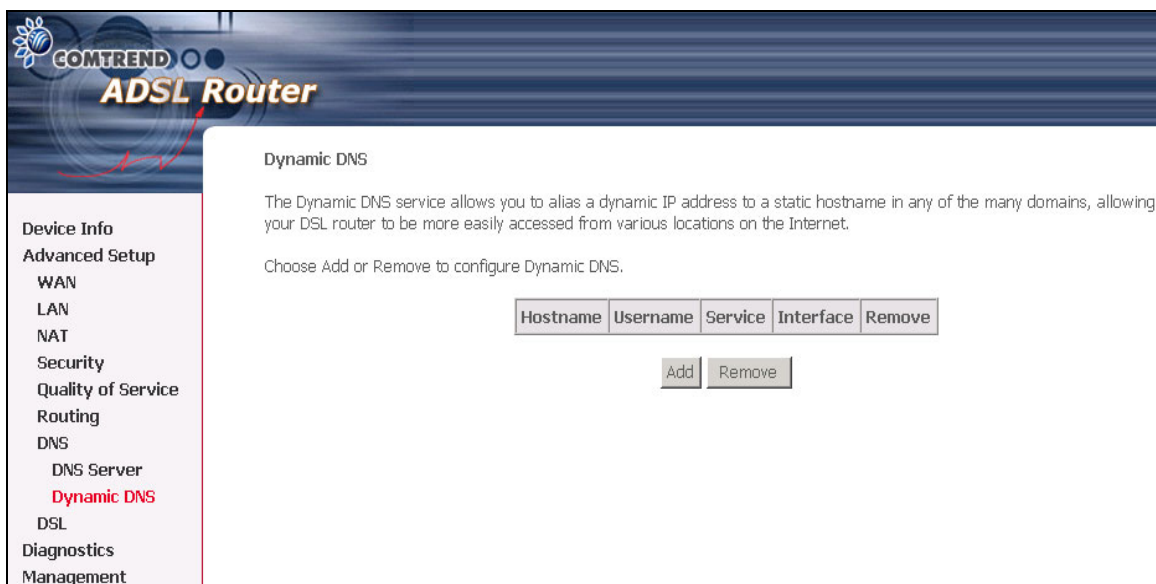 COMTREND
ADSL Router
Device Info
Advanced Setup
WAN
LAN
NAT
Security
Quality of Service
Routing
DNS
DNS Server
Dynamic DNS
DSL
Diagnostics
Management
Dynamic DNS
The Dynamic DNS service allows you to alias a dynamic IP address to a static hostname in any of the many domains, allowing
your DSL router to be more easily accessed from various locations on the Internet.
Choose Add or Remove to configure Dynamic DNS.
Hostname Username Service Interface Remove
Add Remove